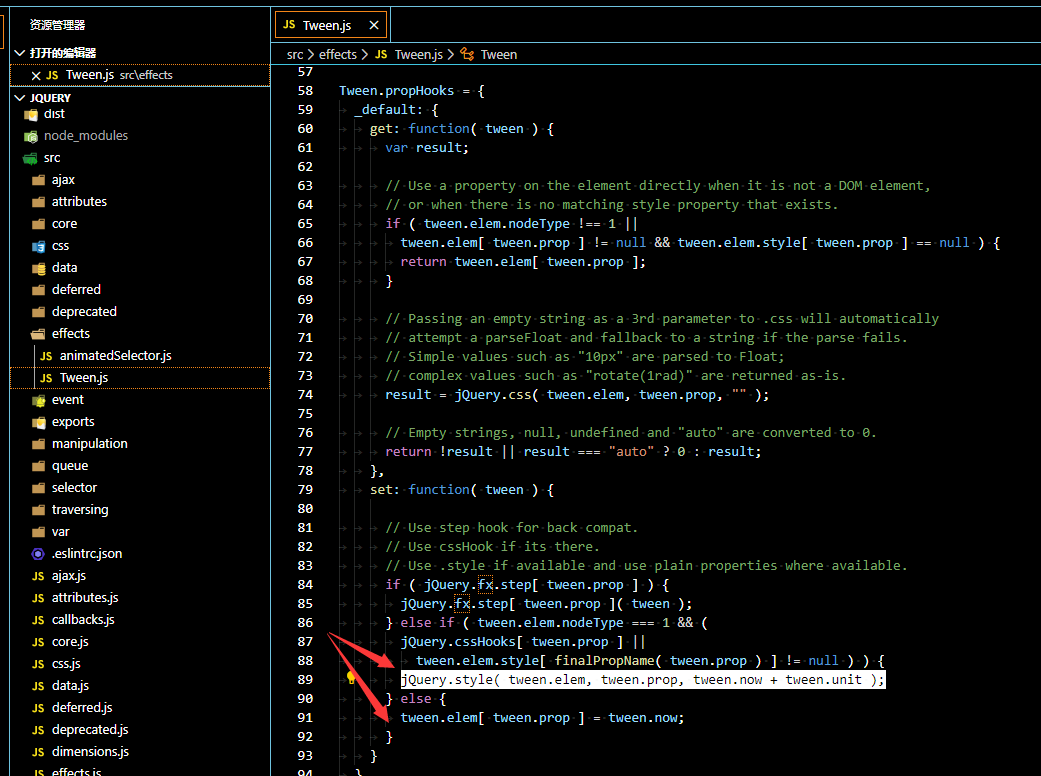 资源管理器
打开的编辑器
JS Tween.js src\effects
JQUERY
dist
node_modules
src
ajax
attributes
core
css
data
deferred
deprecated
effects
JS animatedSelector.js
JS Tween.js
event
exports
manipulation
queue
selector
traversing
var
.eslintrc.json
JS ajax.js
JS attributes.js
JS callbacks.js
JS core.js
JS css.js
JS data.js
JS deferred.js
JS deprecated.js
JS dimensions.js
JS effects.js
JS Tween.js
src > effects > JS Tween.js > Tween
57
58 Tween.propHooks = {
59 _default: {
60 get: function( tween ) {
61 var result;
62
63 // Use a property on the element directly when it is not a DOM element,
64 // or when there is no matching style property that exists.
65 if ( tween.elem.nodeType !== 1 ||
66 tween.elem[ tween.prop ] != null && tween.elem.style[ tween.prop ] == null ) {
67 return tween.elem[ tween.prop ];
68 }
69
70 // Passing an empty string as a 3rd parameter to .css will automatically
71 // attempt a parseFloat and fallback to a string if the parse fails.
72 // Simple values such as "10px" are parsed to Float;
73 // complex values such as "rotate(1rad)" are returned as-is.
74 result = jQuery.css( tween.elem, tween.prop, "" );
75
76 // Empty strings, null, undefined and "auto" are converted to 0.
77 return !result || result === "auto" ? 0 : result;
78 },
79 set: function( tween ) {
80
81 // Use step hook for back compat.
82 // Use cssHook if its there.
83 // Use .style if available and use plain properties where available.
84 if ( jQuery.fx.step[ tween.prop ] ) {
85 jQuery.fx.step[ tween.prop ]( tween );
86 } else if ( tween.elem.nodeType === 1 && (
87 jQuery.cssHooks[ tween.prop ] ||
88 tween.elem.style[ finalPropName( tween.prop ) ] != null ) ) {
89 jQuery.style( tween.elem, tween.prop, tween.now + tween.unit );
90 } else {
91 tween.elem[ tween.prop ] = tween.now;
92 }
93 }
94 }